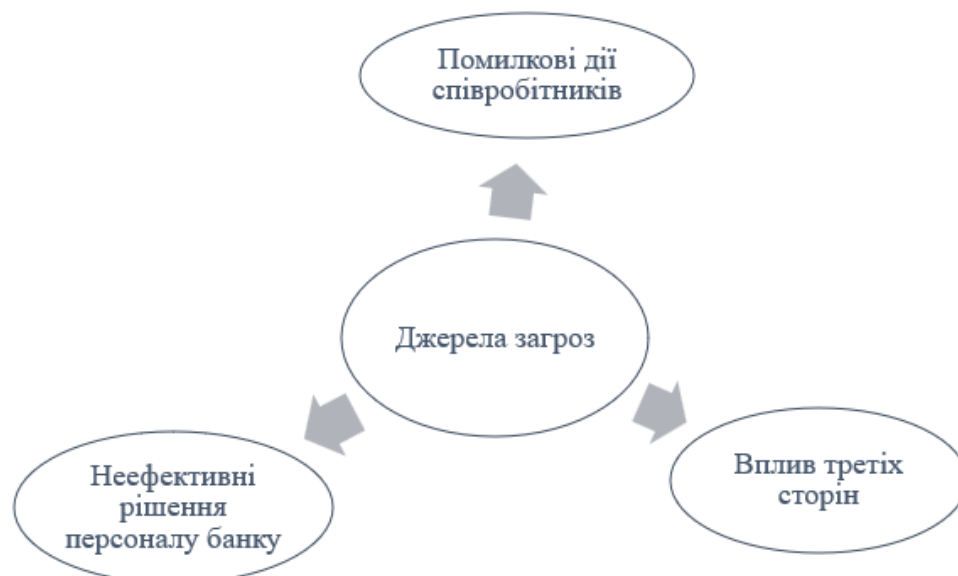 Помилкові дії
співробітників
Джерела загроз
Неефективні
рішення
персоналу банку
Вплив третіх
сторін